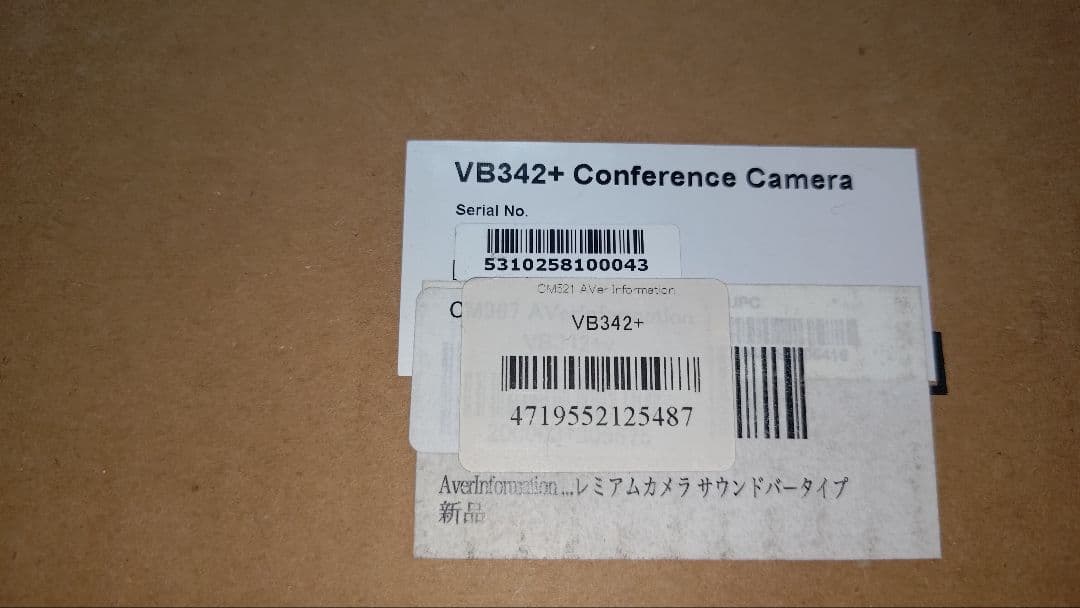 VB342+ Conference Camera
Serial No.
5310258100043
CM521 AVer Information
VB342+
4719552125487
AverInformation ...レミアムカメラ サウンドバータイプ
新品